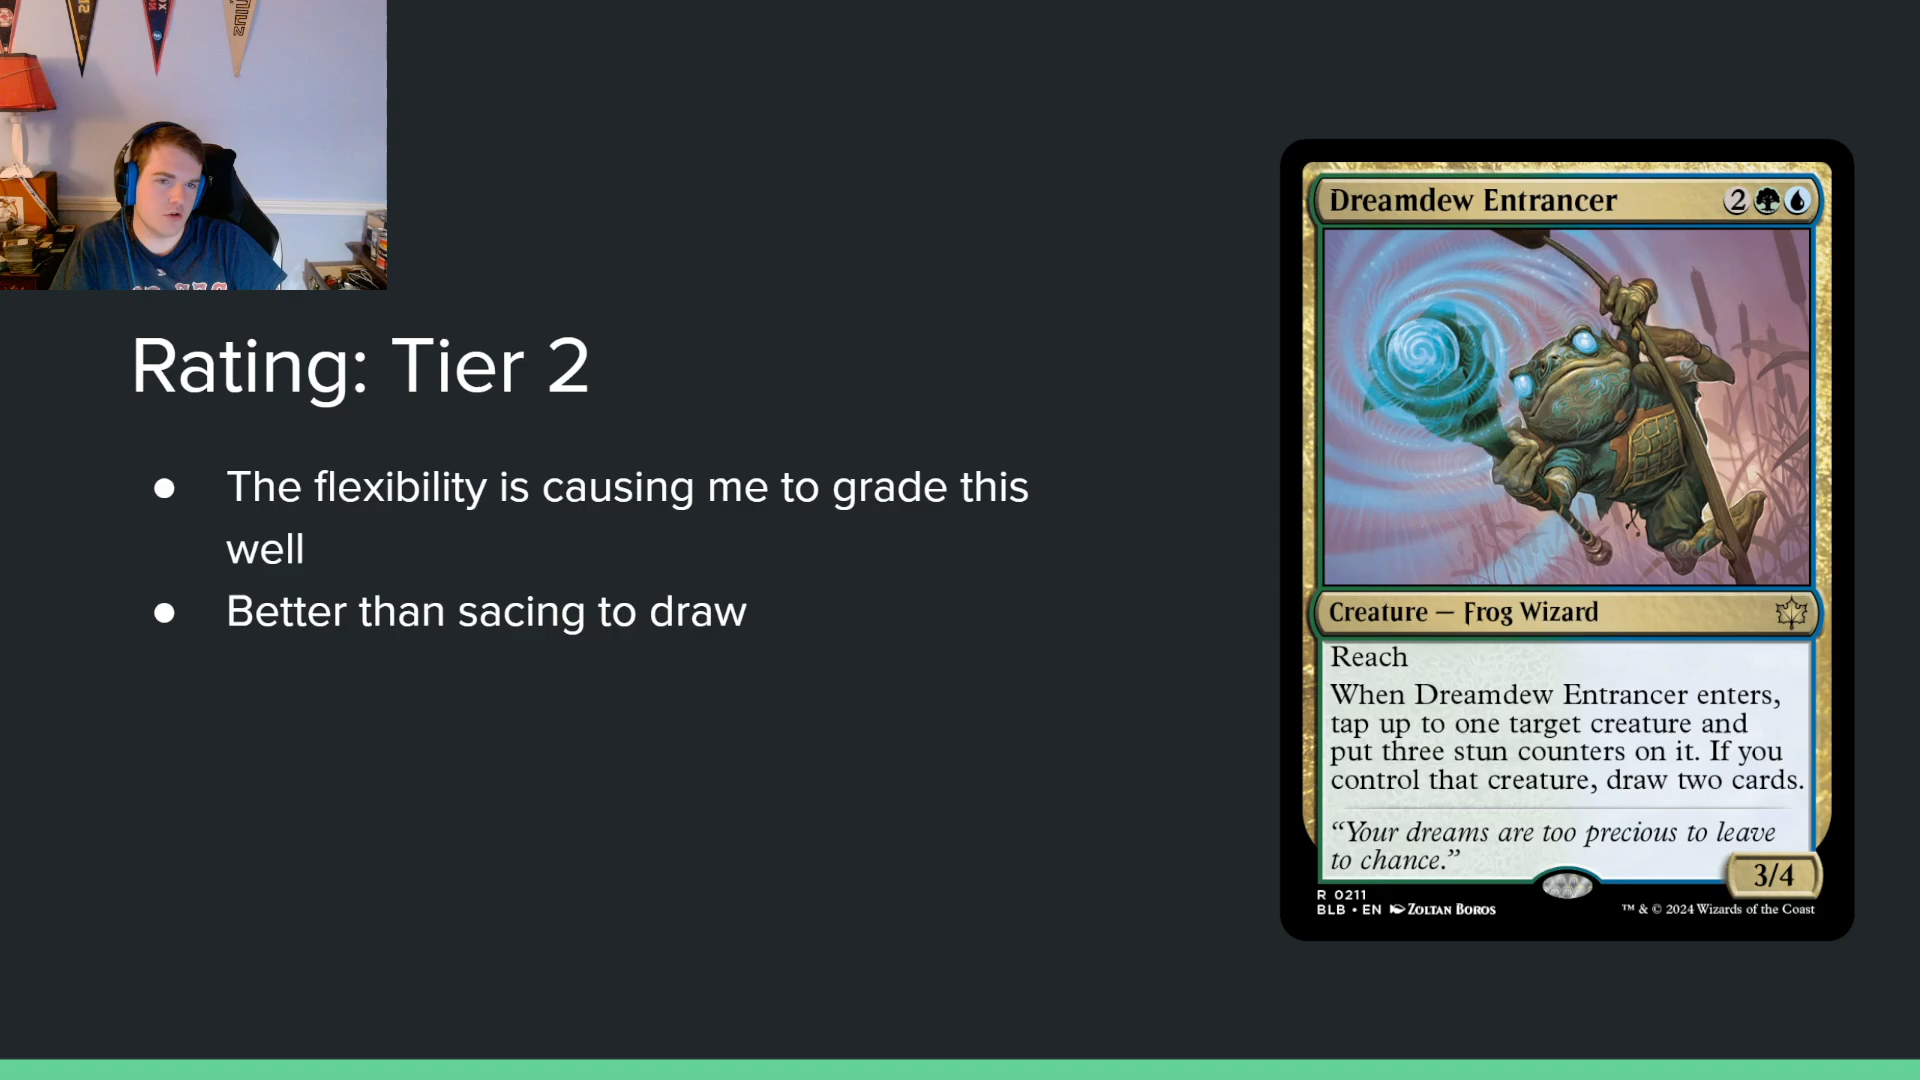 Rating: Tier 2
● The flexibility is causing me to grade this
well
● Better than sacing to draw
Dreamdew Entrancer 2
Creature — Frog Wizard
Reach
When Dreamdew Entrancer enters,
tap up to one target creature and
put three stun counters on it. If you
control that creature, draw two cards.
“Your dreams are too precious to leave
to chance.”
3/4
R 0211
BLB • EN Zoltan Boros
™ & © 2024 Wizards of the Coast